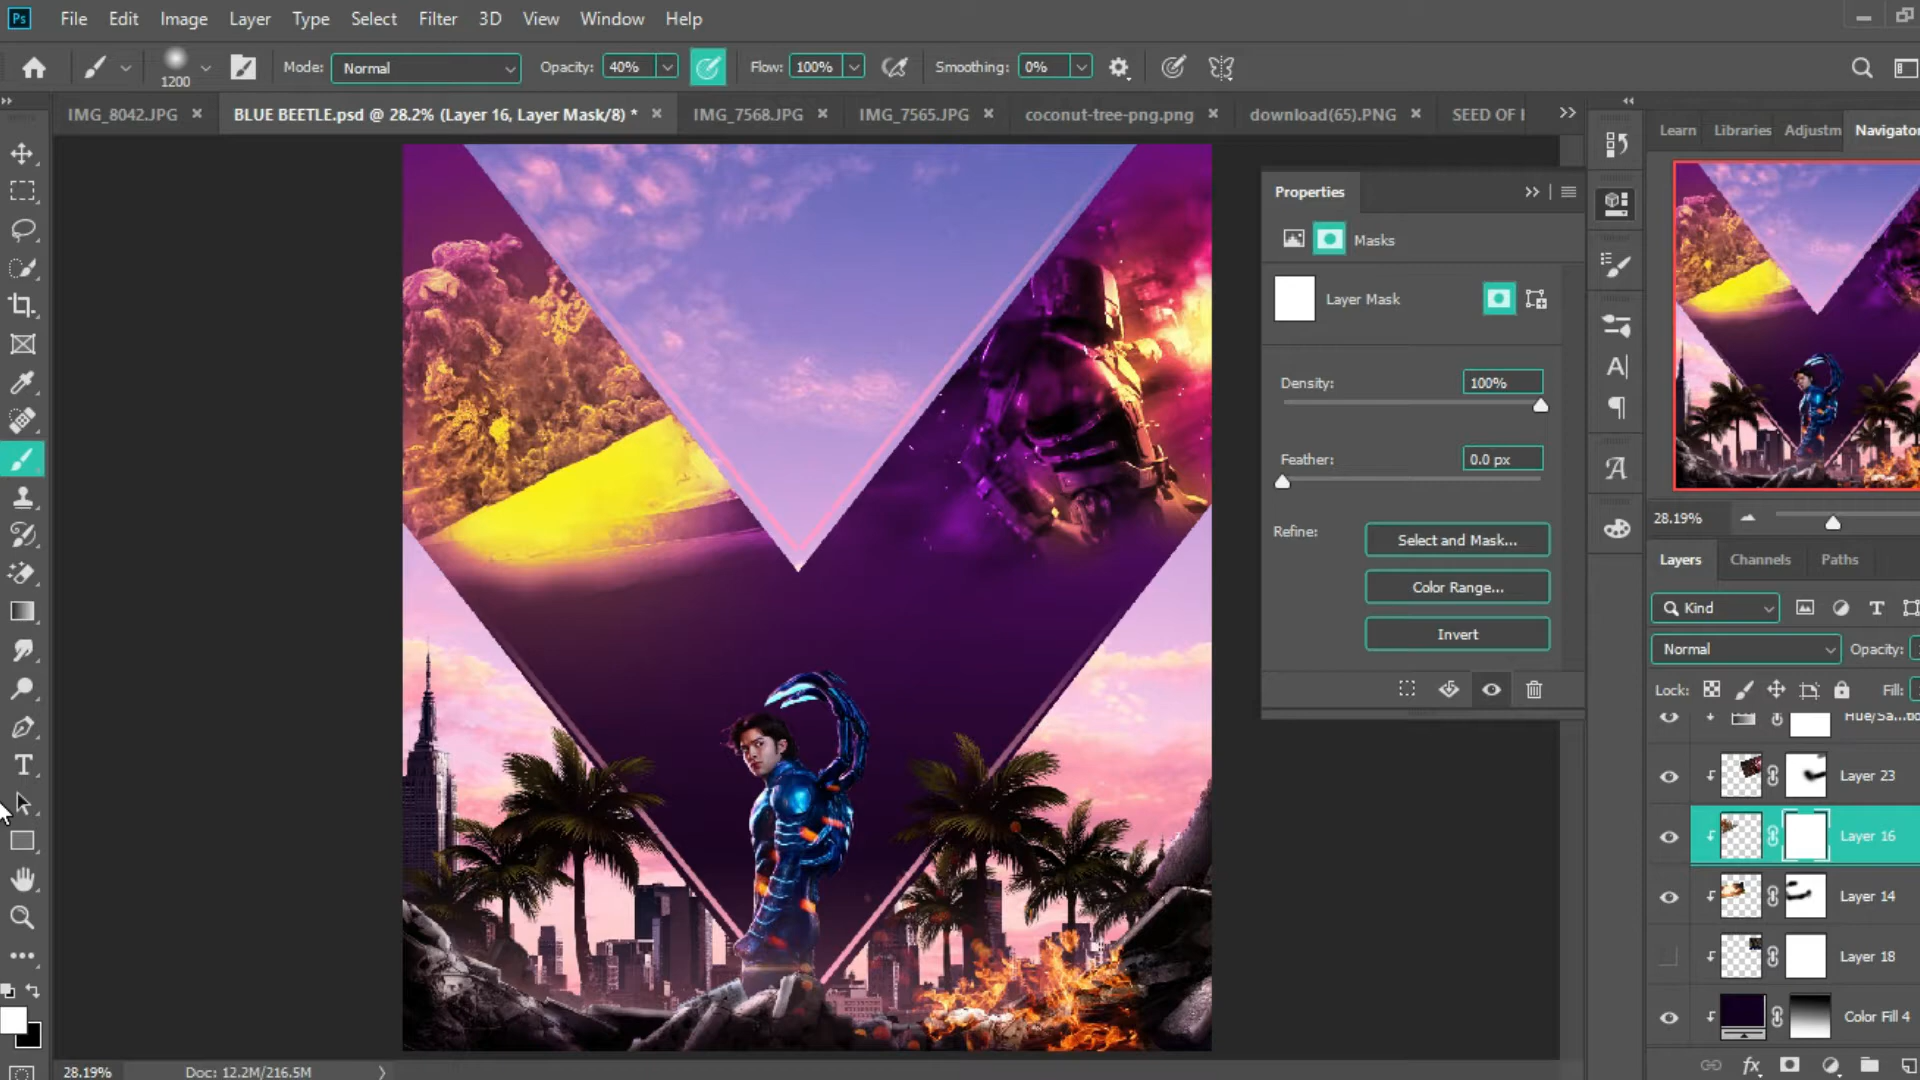 Ps File Edit Image Layer Type Select Filter 3D View Window Help
1200 Mode: Normal Opacity: 40% Flow: 100% Smoothing: 0%
IMG_8042.JPG × BLUE BEETLE.psd @ 28.2% (Layer 16, Layer Mask/8) * × IMG_7568.JPG × IMG_7565.JPG × coconut-tree-png.png × download(65).PNG × SEED OF
Learn Libraries Adjustm Navigator
Properties
Masks
Layer Mask
Density: 100%
Feather: 0.0 px
Refine: Select and Mask...
Color Range...
Invert
28.19%
Layers Channels Paths
Kind
Normal Opacity:
Lock: Fill:
Hue/Sa...
Layer 23
Layer 16
Layer 14
Layer 18
Color Fill 4
28.19% Doc: 12.2M/216.5M